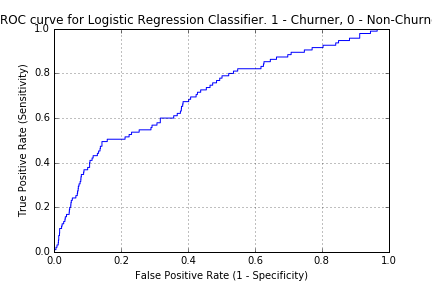 ROC curve for Logistic Regression Classifier. 1 - Churner, 0 - Non-Churne
1.0
0.8
0.6
0.4
0.2
0.0
True Positive Rate (Sensitivity)
0.0 0.2 0.4 0.6 0.8 1.0
False Positive Rate (1 - Specificity)